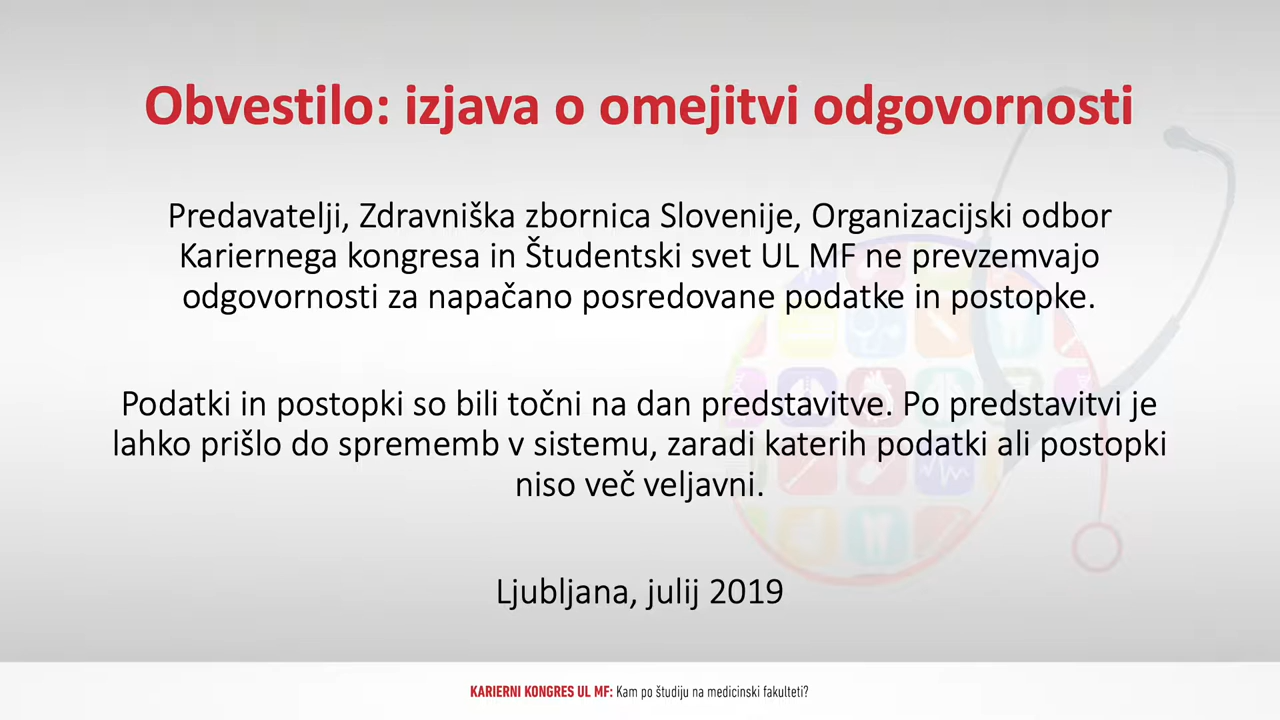 Obvestilo: izjava o omejitvi odgovornosti
Predavatelji, Zdravniška zbornica Slovenije, Organizacijski odbor
Kariernega kongresa in Študentski svet UL MF ne prevzemvajo
odgovornosti za napačano posredovane podatke in postopke.
Podatki in postopki so bili točni na dan predstavitve. Po predstavitvi je
lahko prišlo do sprememb v sistemu, zaradi katerih podatki ali postopki
niso več veljavni.
Ljubljana, julij 2019
KARIERNI KONGRES UL MF: Kam po študiju na medicinski fakulteti?